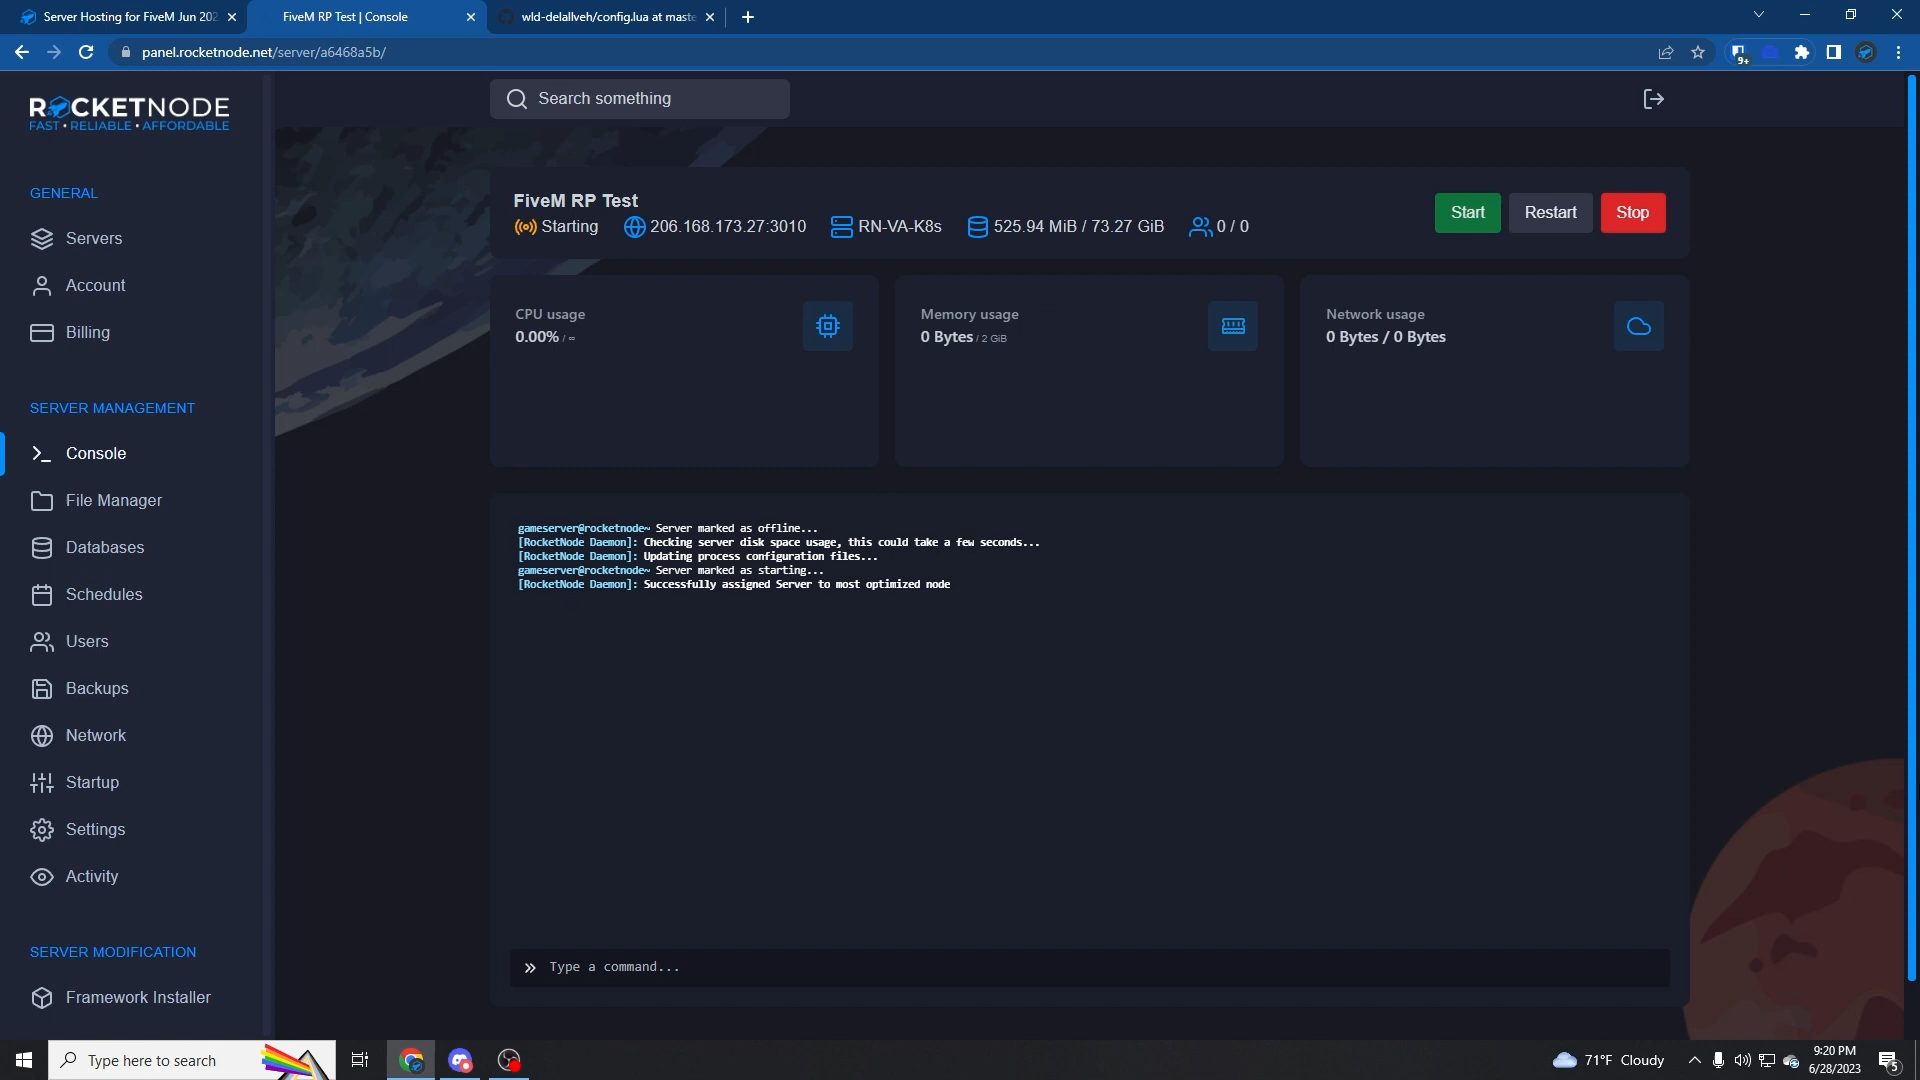 Server Hosting for FiveM Jun 202
FiveM RP Test | Console
wld-delallveh/config.lua at maste
panel.rocketnode.net/server/a6468a5b/
9+
ROCKETNODE
FAST • RELIABLE • AFFORDABLE
Search something
GENERAL
Servers
Account
Billing
SERVER MANAGEMENT
Console
File Manager
Databases
Schedules
Users
Backups
Network
Startup
Settings
Activity
SERVER MODIFICATION
Framework Installer
FiveM RP Test
Starting
206.168.173.27:3010
RN-VA-K8s
525.94 MiB / 73.27 GiB
0 / 0
Start
Restart
Stop
CPU usage
0.00% / ∞
Memory usage
0 Bytes / 2 GiB
Network usage
0 Bytes / 0 Bytes
gameserver@rocketnode~ Server marked as offline...
[RocketNode Daemon]: Checking server disk space usage, this could take a few seconds...
[RocketNode Daemon]: Updating process configuration files...
gameserver@rocketnode~ Server marked as starting...
[RocketNode Daemon]: Successfully assigned Server to most optimized node
Type a command...
Type here to search
71°F Cloudy
9:20 PM
6/28/2023
5